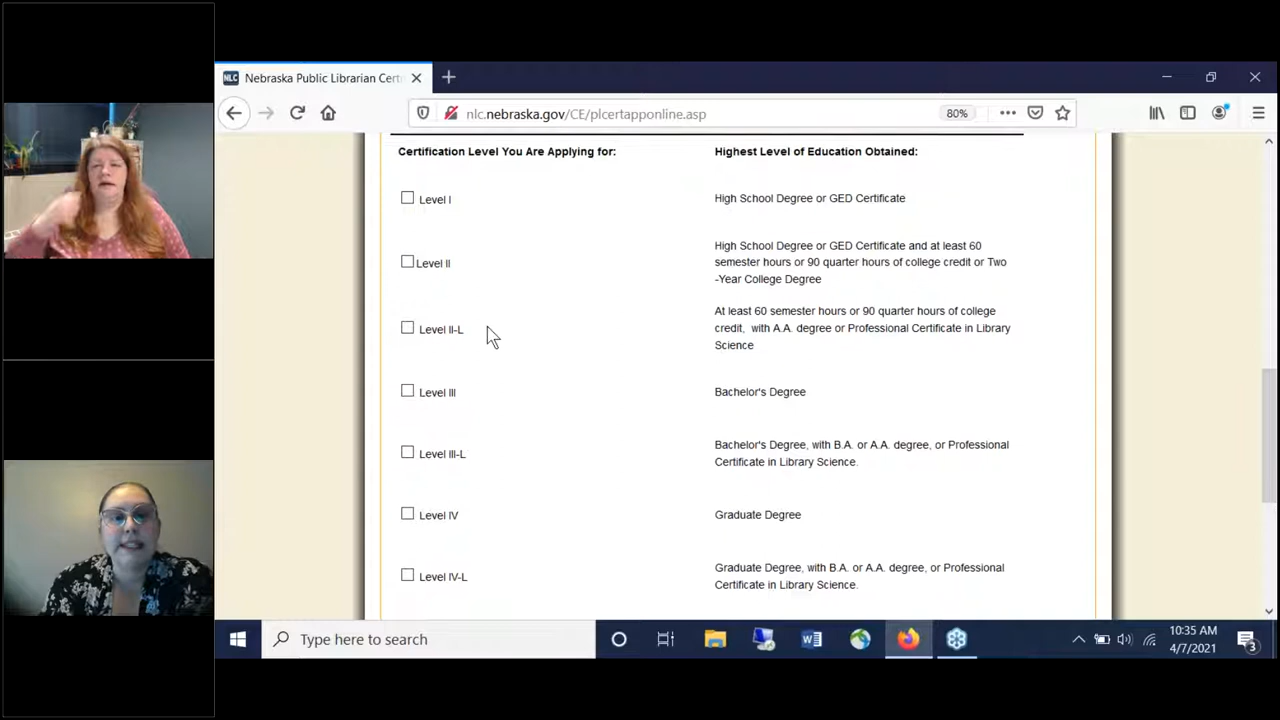 NLC Nebraska Public Librarian Cert
nlc.nebraska.gov/CE/plcertapponline.asp 80%
Certification Level You Are Applying for: Highest Level of Education Obtained:
Level I High School Degree or GED Certificate
High School Degree or GED Certificate and at least 60
Level II semester hours or 90 quarter hours of college credit or Two
-Year College Degree
At least 60 semester hours or 90 quarter hours of college
Level II-L credit, with A.A. degree or Professional Certificate in Library
Science
Level III Bachelor's Degree
Bachelor's Degree, with B.A. or A.A. degree, or Professional
Level III-L Certificate in Library Science.
Level IV Graduate Degree
Graduate Degree, with B.A. or A.A. degree, or Professional
Level IV-L Certificate in Library Science.
Type here to search
10:35 AM
4/7/2021
3